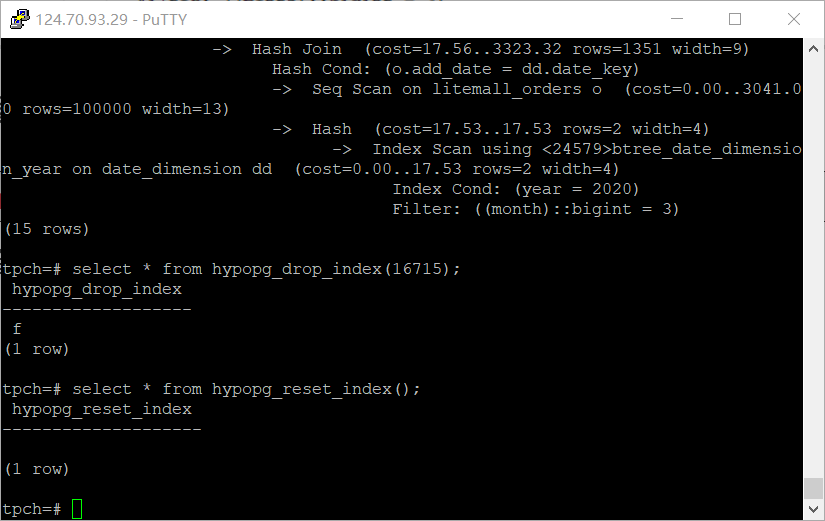 124.70.93.29 - PuTTY
->  Hash Join  (cost=17.56..3323.32 rows=1351 width=9)
Hash Cond: (o.add_date = dd.date_key)
->  Seq Scan on litemall_orders o  (cost=0.00..3041.0
0 rows=100000 width=13)
->  Hash  (cost=17.53..17.53 rows=2 width=4)
->  Index Scan using <24579>btree_date_dimensio
n_year on date_dimension dd  (cost=0.00..17.53 rows=2 width=4)
Index Cond: (year = 2020)
Filter: ((month)::bigint = 3)
(15 rows)
tpch=# select * from hypopg_drop_index(16715);
hypopg_drop_index
-------------------
f
(1 row)
tpch=# select * from hypopg_reset_index();
hypopg_reset_index
--------------------
(1 row)
tpch=#